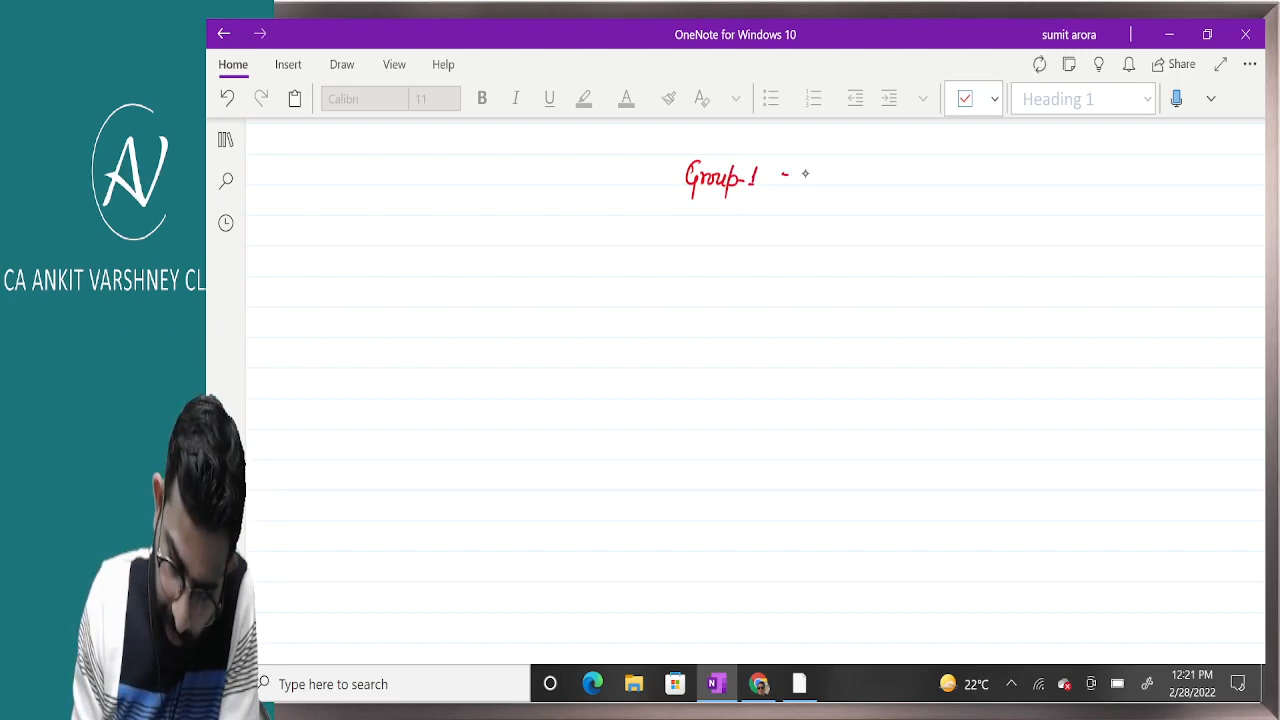 OneNote for Windows 10
sumit arora
Home
Insert
Draw
View
Help
Share
Calibri
11
B
I
U
A
Heading 1
Group-1 -
AV
CA ANKIT VARSHNEY CL
Type here to search
22°C
12:21 PM
2/28/2022